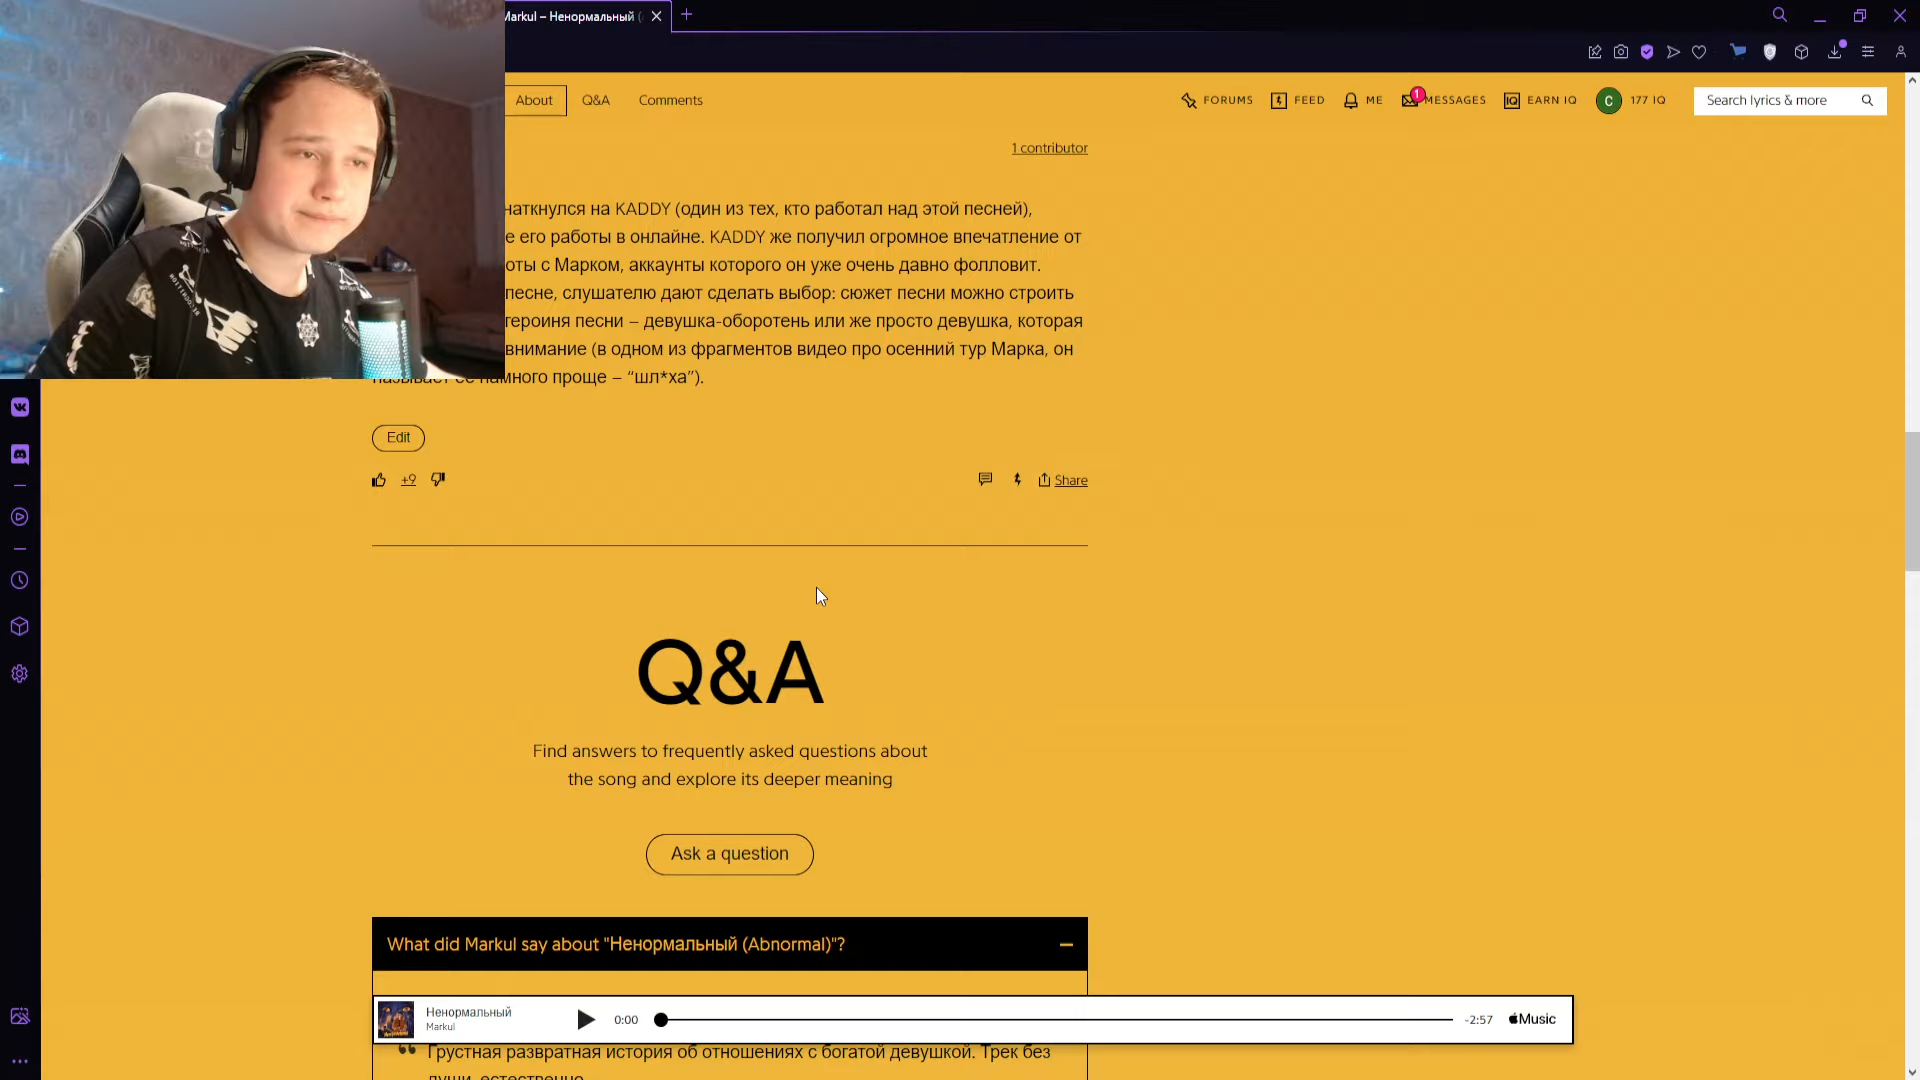 Markul – Ненормальный (
About
Q&A
Comments
FORUMS
FEED
ME
1
MESSAGES
IQ
EARN IQ
C
177 IQ
Search lyrics & more
1 contributor
наткнулся на KADDY (один из тех, кто работал над этой песней),
е его работы в онлайне. KADDY же получил огромное впечатление от
оты с Марком, аккаунты которого он уже очень давно фолловит.
песне, слушателю дают сделать выбор: сюжет песни можно строить
героиня песни – девушка-оборотень или же просто девушка, которая
внимание (в одном из фрагментов видео про осенний тур Марка, он
называет её намного проще – “шл*ха”).
Edit
+9
Share
Q&A
Find answers to frequently asked questions about
the song and explore its deeper meaning
Ask a question
What did Markul say about "Ненормальный (Abnormal)"?
Ненормальный
Markul
0:00
-2:57
Music
Грустная развратная история об отношениях с богатой девушкой. Трек без
души, естественно